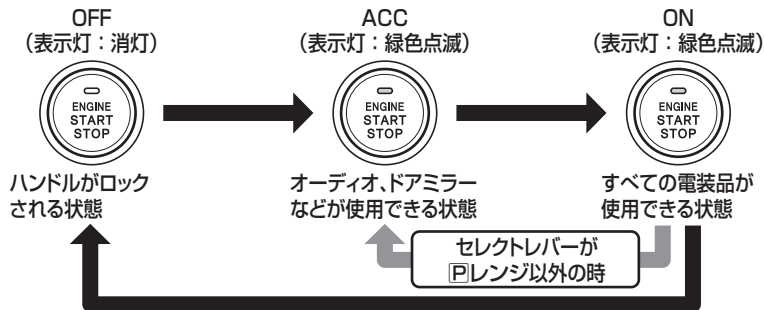 OFF
（表示灯：消灯）
ENGINE
START
STOP
ハンドルがロック
される状態
ACC
（表示灯：緑色点滅）
ENGINE
START
STOP
オーディオ、ドアミラー
などが使用できる状態
ON
（表示灯：緑色点滅）
ENGINE
START
STOP
すべての電装品が
使用できる状態
セレクトレバーが
Pレンジ以外の時